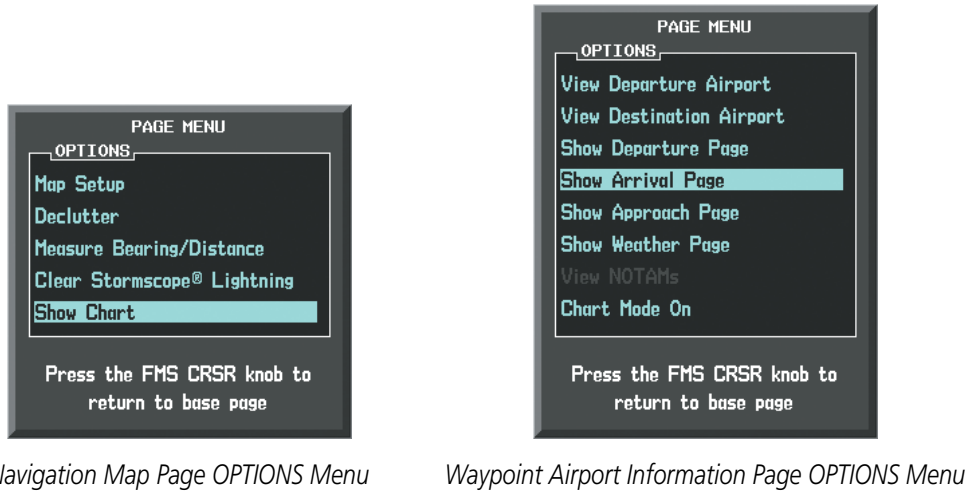 PAGE MENU
OPTIONS
Map Setup
Declutter
Measure Bearing/Distance
Clear Stormscope® Lightning
Show Chart
Press the FMS CRSR knob to
return to base page
avigation Map Page OPTIONS Menu
PAGE MENU
OPTIONS
View Departure Airport
View Destination Airport
Show Departure Page
Show Arrival Page
Show Approach Page
Show Weather Page
View NOTAMs
Chart Mode On
Press the FMS CRSR knob to
return to base page
Waypoint Airport Information Page OPTIONS Menu